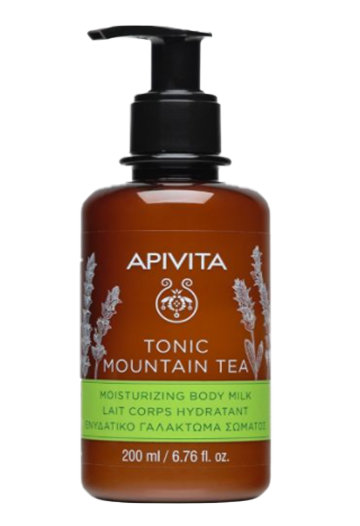 APIVITA
TONIC
MOUNTAIN TEA
MOISTURIZING BODY MILK
LAIT CORPS HYDRATANT
ΕΝΥΔΑΤΙΚΟ ΓΑΛΑΚΤΩΜΑ ΣΩΜΑΤΟΣ
200 ml / 6.76 fl. oz.